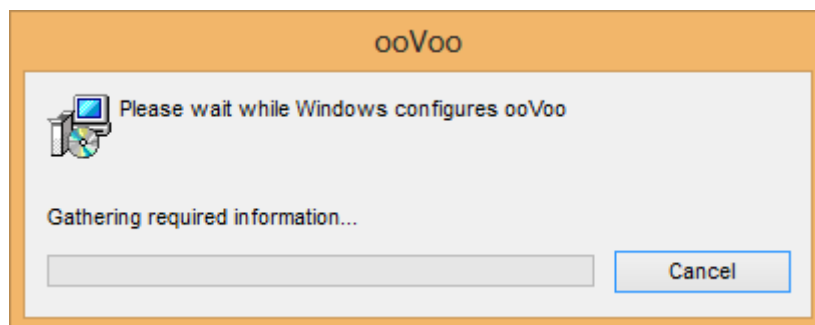 ooVoo
Please wait while Windows configures ooVoo
Gathering required information...
Cancel